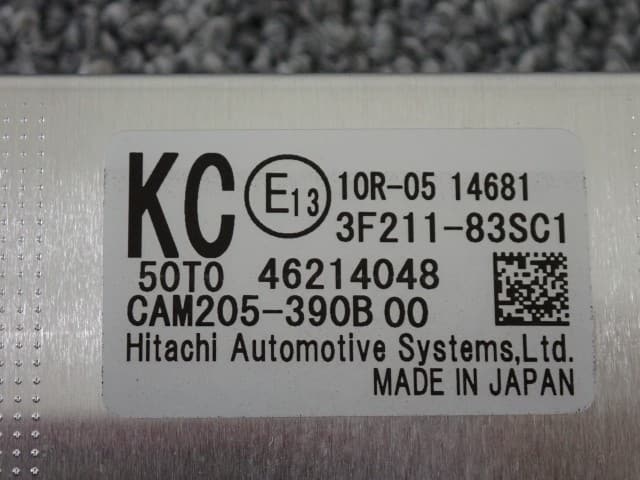 KC E13 10R-05 14681
3F211-83SC1
50T0 46214048
CAM205-390B 00
Hitachi Automotive Systems,Ltd.
MADE IN JAPAN